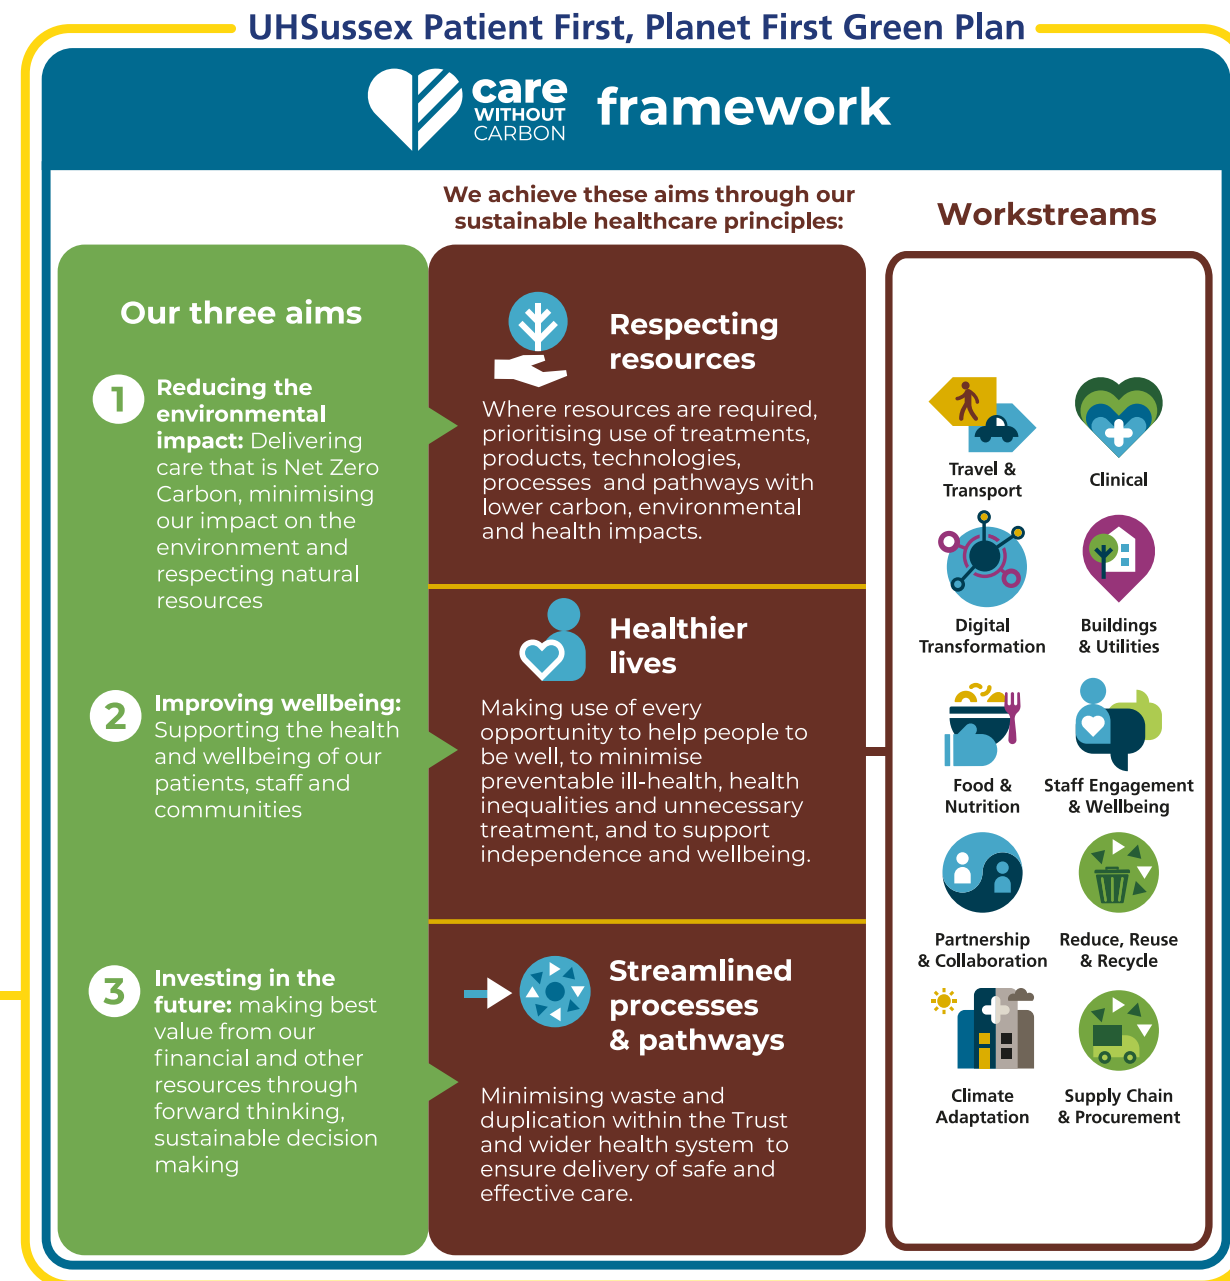 UHSussex Patient First, Planet First Green Plan
care
WITHOUT
CARBON
framework
We achieve these aims through our
sustainable healthcare principles:
Workstreams
Our three aims
1
Reducing the
environmental
impact: Delivering
care that is Net Zero
Carbon, minimising
our impact on the
environment and
respecting natural
resources
2
Improving wellbeing:
Supporting the health
and wellbeing of our
patients, staff and
communities
3
Investing in the
future: making best
value from our
financial and other
resources through
forward thinking,
sustainable decision
making
Respecting
resources
Where resources are required,
prioritising use of treatments,
products, technologies,
processes and pathways with
lower carbon, environmental
and health impacts.
Healthier
lives
Making use of every
opportunity to help people to
be well, to minimise
preventable ill-health, health
inequalities and unnecessary
treatment, and to support
independence and wellbeing.
Streamlined
processes
& pathways
Minimising waste and
duplication within the Trust
and wider health system to
ensure delivery of safe and
effective care.
Travel &
Transport
Clinical
Digital
Transformation
Buildings
& Utilities
Food &
Nutrition
Staff Engagement
& Wellbeing
Partnership
& Collaboration
Reduce, Reuse
& Recycle
Climate
Adaptation
Supply Chain
& Procurement